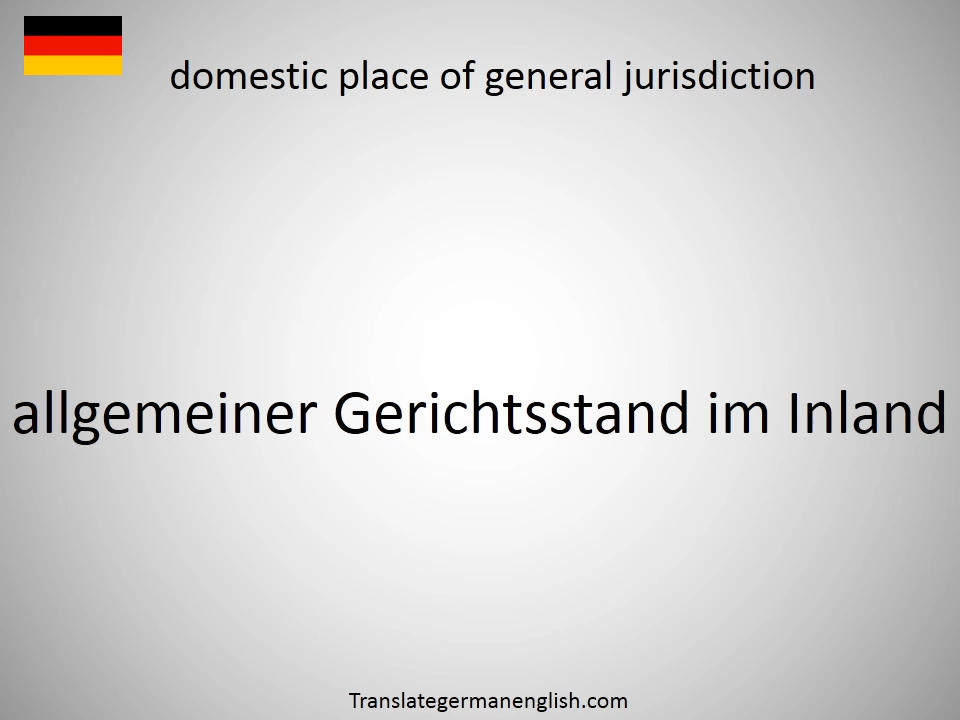 domestic place of general jurisdiction
allgemeiner Gerichtsstand im Inland
Translategermanenglish.com